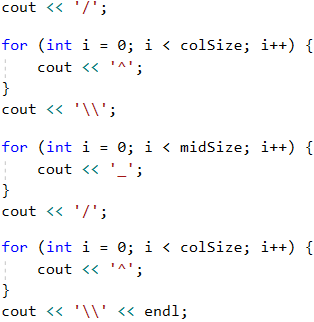 cout << '/';
for (int i = 0; i < colSize; i++) {
cout << '^';
}
cout << '\\';
for (int i = 0; i < midSize; i++) {
cout << '_';
}
cout << '/';
for (int i = 0; i < colSize; i++) {
cout << '^';
}
cout << '\\' << endl;